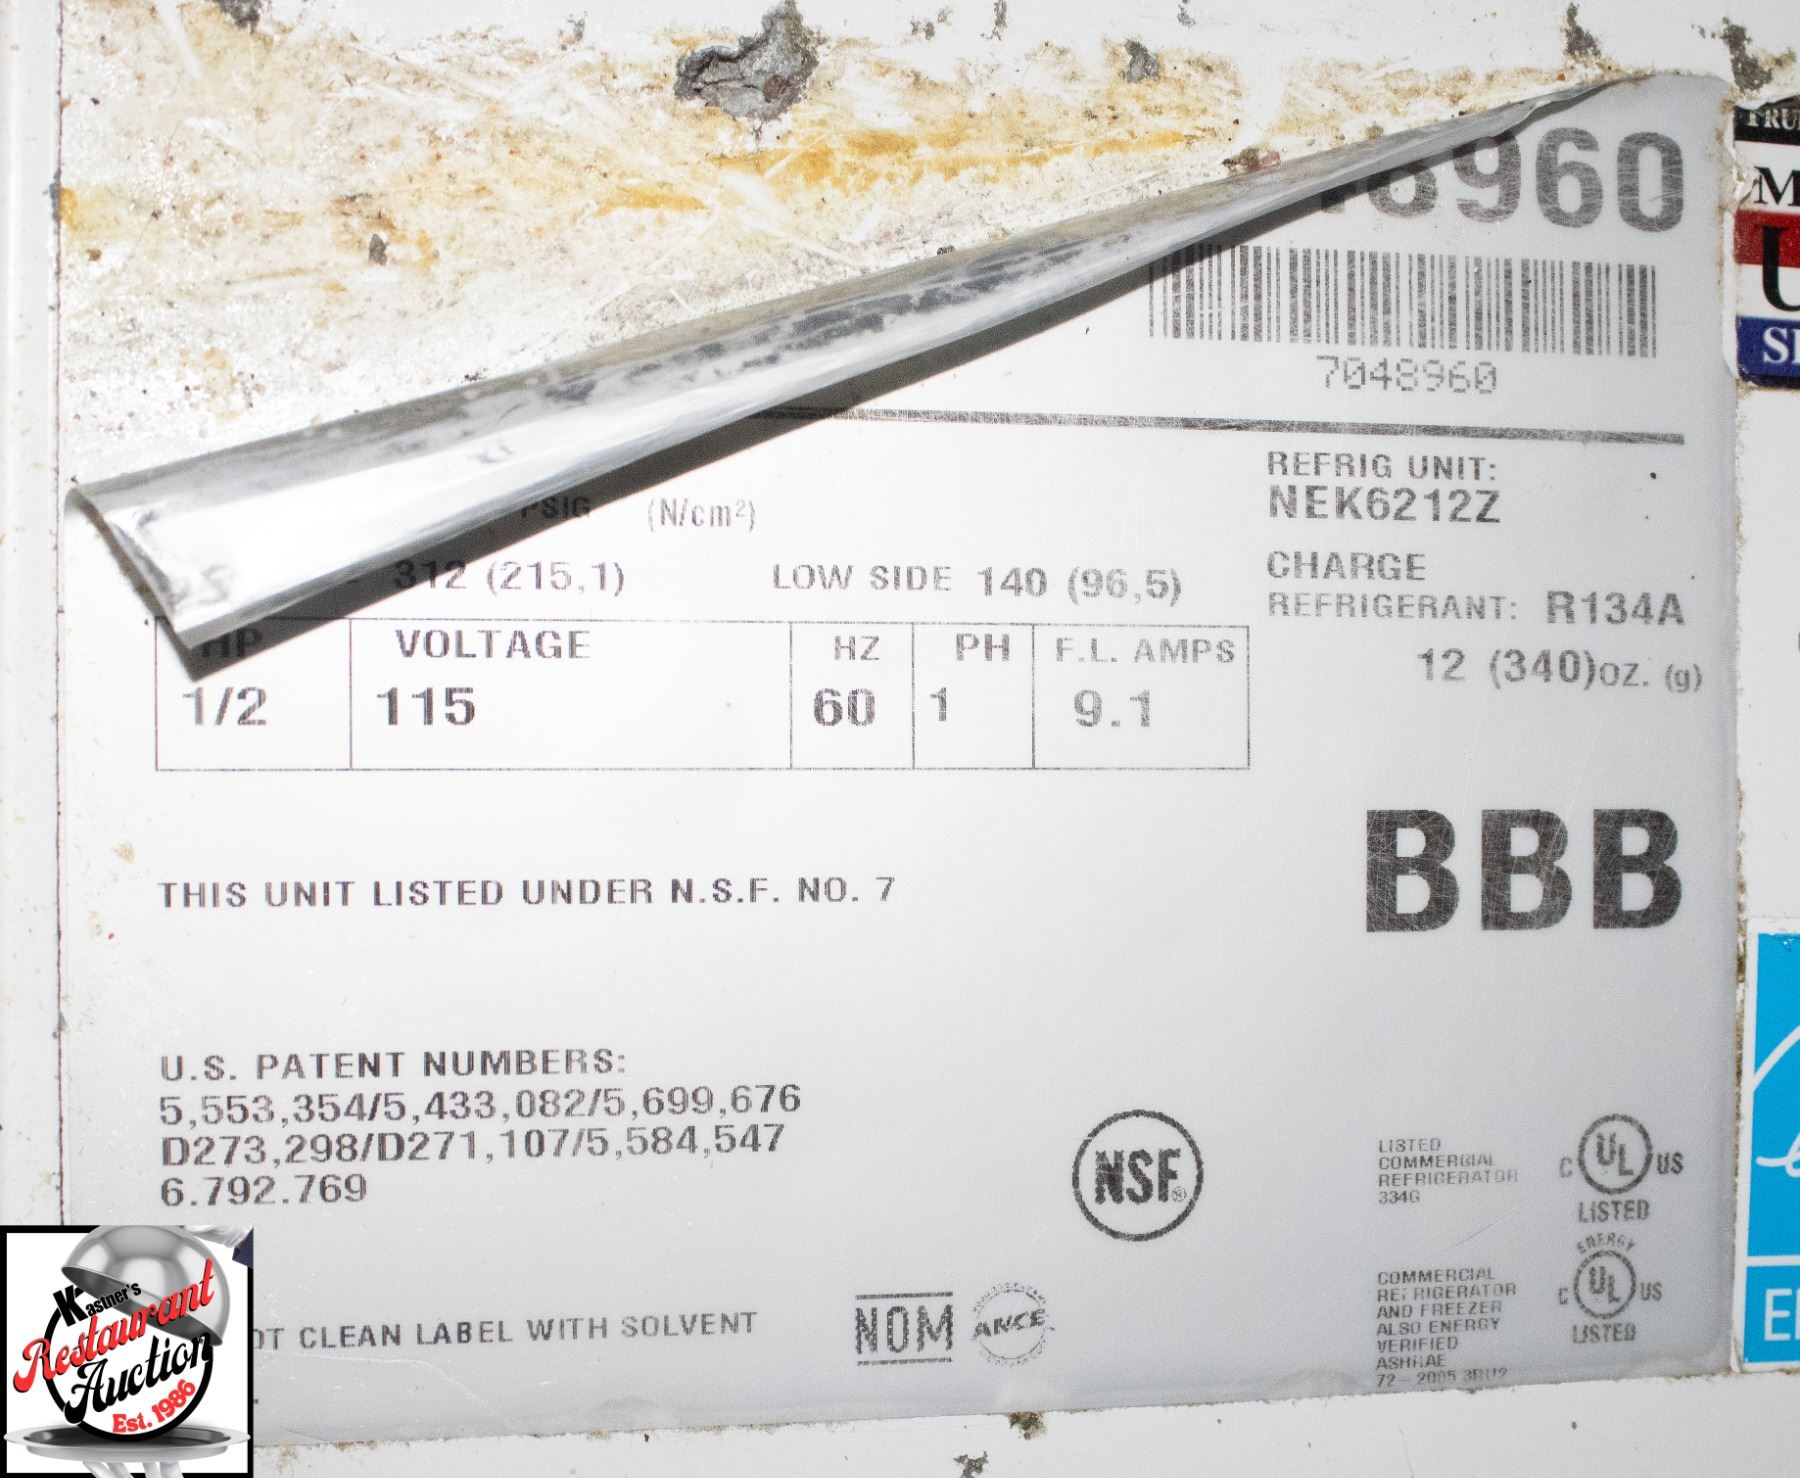 8960
7048960
REFRIG UNIT:
NEK6212Z
PSIG (N/cm²)
312 (215,1) LOW SIDE 140 (96,5)
CHARGE
REFRIGERANT: R134A
12 (340)oz. (g)
HP VOLTAGE HZ PH F.L. AMPS
1/2 115 60 1 9.1
BBB
THIS UNIT LISTED UNDER N.S.F. NO. 7
U.S. PATENT NUMBERS:
5,553,354/5,433,082/5,699,676
D273,298/D271,107/5,584,547
6.792.769
NSF®
LISTED
COMMERCIAL
REFRIGERATOR
334G
C UL US
LISTED
OT CLEAN LABEL WITH SOLVENT
NOM
ANCE
COMMERCIAL
REFRIGERATOR
AND FREEZER
ALSO ENERGY
VERIFIED
ASHRAE
72-2005
ENERGY
C UL US
LISTED
Kastner's
Restaurant
Auction
Est. 1986